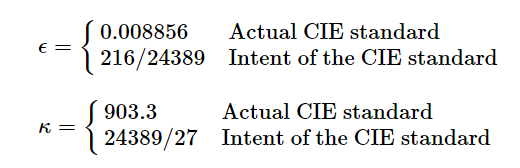 ϵ = { 0.008856 Actual CIE standard
216/24389 Intent of the CIE standard
κ = { 903.3 Actual CIE standard
24389/27 Intent of the CIE standard